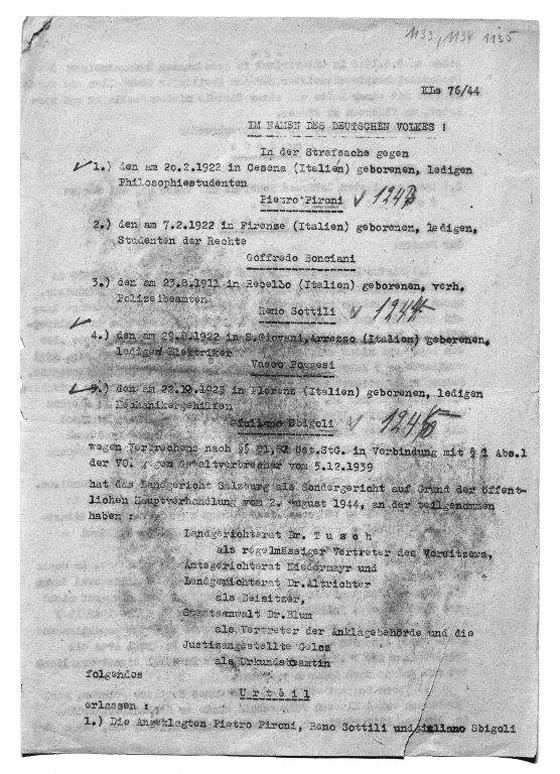 1133, 1134 1135
KLs 76/44
IM NAMEN DES DEUTSCHEN VOLKES !
In der Strafsache gegen
1.) den am 20.2.1922 in Cesena (Italien) geborenen, ledigen
Philosophiestudenten
Pietro Pironi 1247
2.) den am 7.2.1922 in Firenze (Italien) geborenen, ledigen,
Studenten der Rechte
Goffredo Bonciani
3.) den am 23.8.1911 in Rebello (Italien) geborenen, verh.
Polizeibeamten
Reno Sottili 1244
4.) den am 29.8.1922 in S.Giovani,Arrezzo (Italien) geborenen,
ledigen Elektriker
Vasco Poggesi
5.) den am 22.10.1923 in Florenz (Italien) geborenen, ledigen
Mechanikergehilfen
Giuliano Sbigoli 1245
wegen Verbrechens nach §§ 81,82 öst.StG. in Verbindung mit § 1 Abs.1
der VO. gegen Gewaltverbrecher vom 5.12.1939
hat das Landgericht Salzburg als Sondergericht auf Grund der öffent-
lichen Hauptverhandlung vom 2. August 1944, an der teilgenommen
haben :
Landgerichtsrat Dr. T u s c h
als regelmässiger Vertreter des Vorsitzers,
Amtsgerichtsrat Niedermayr und
Landgerichtsrat Dr.Altrichter
als Beisitzer,
Staatsanwalt Dr.Blum
als Vertreter der Anklagebehörde und die
Justizangestellte Golcz
als Urkundsbeamtin
folgendes
U r t e i l
erlassen :
1.) Die Angeklagten Pietro Pironi, Reno Sottili und Giuliano Sbigoli